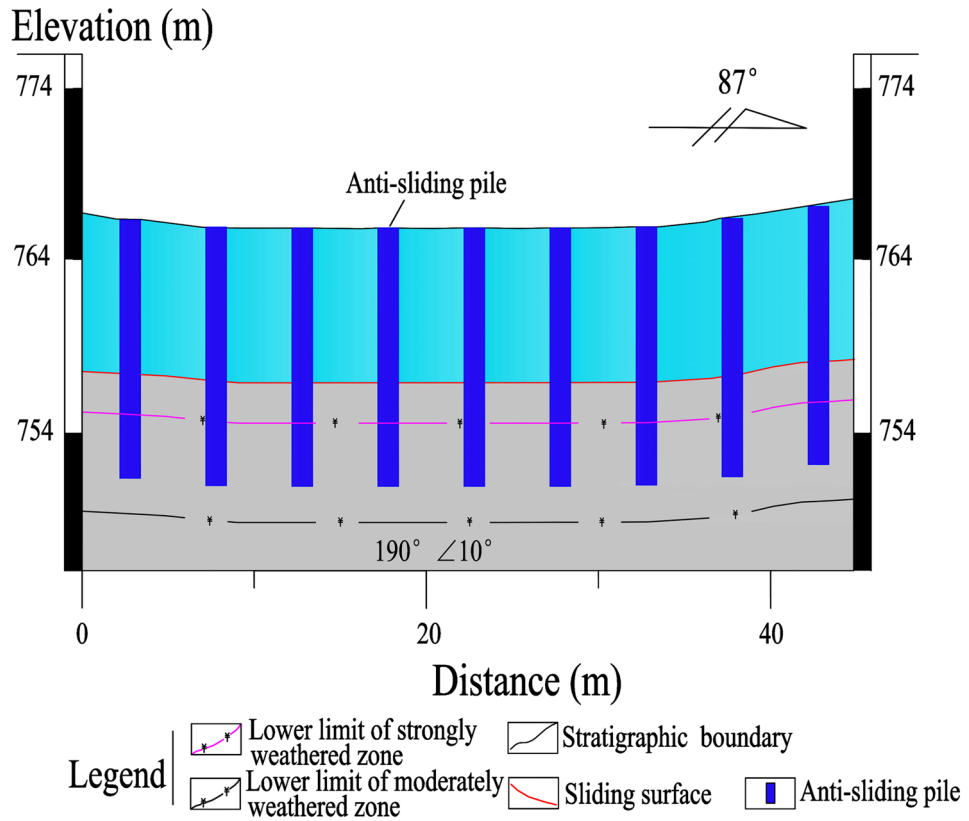 Elevation (m)
774
774
87°
Anti-sliding pile
764
764
754
754
190° ∠10°
0
20
40
Distance (m)
Legend
Lower limit of strongly
weathered zone
Stratigraphic boundary
Lower limit of moderately
weathered zone
Sliding surface
Anti-sliding pile